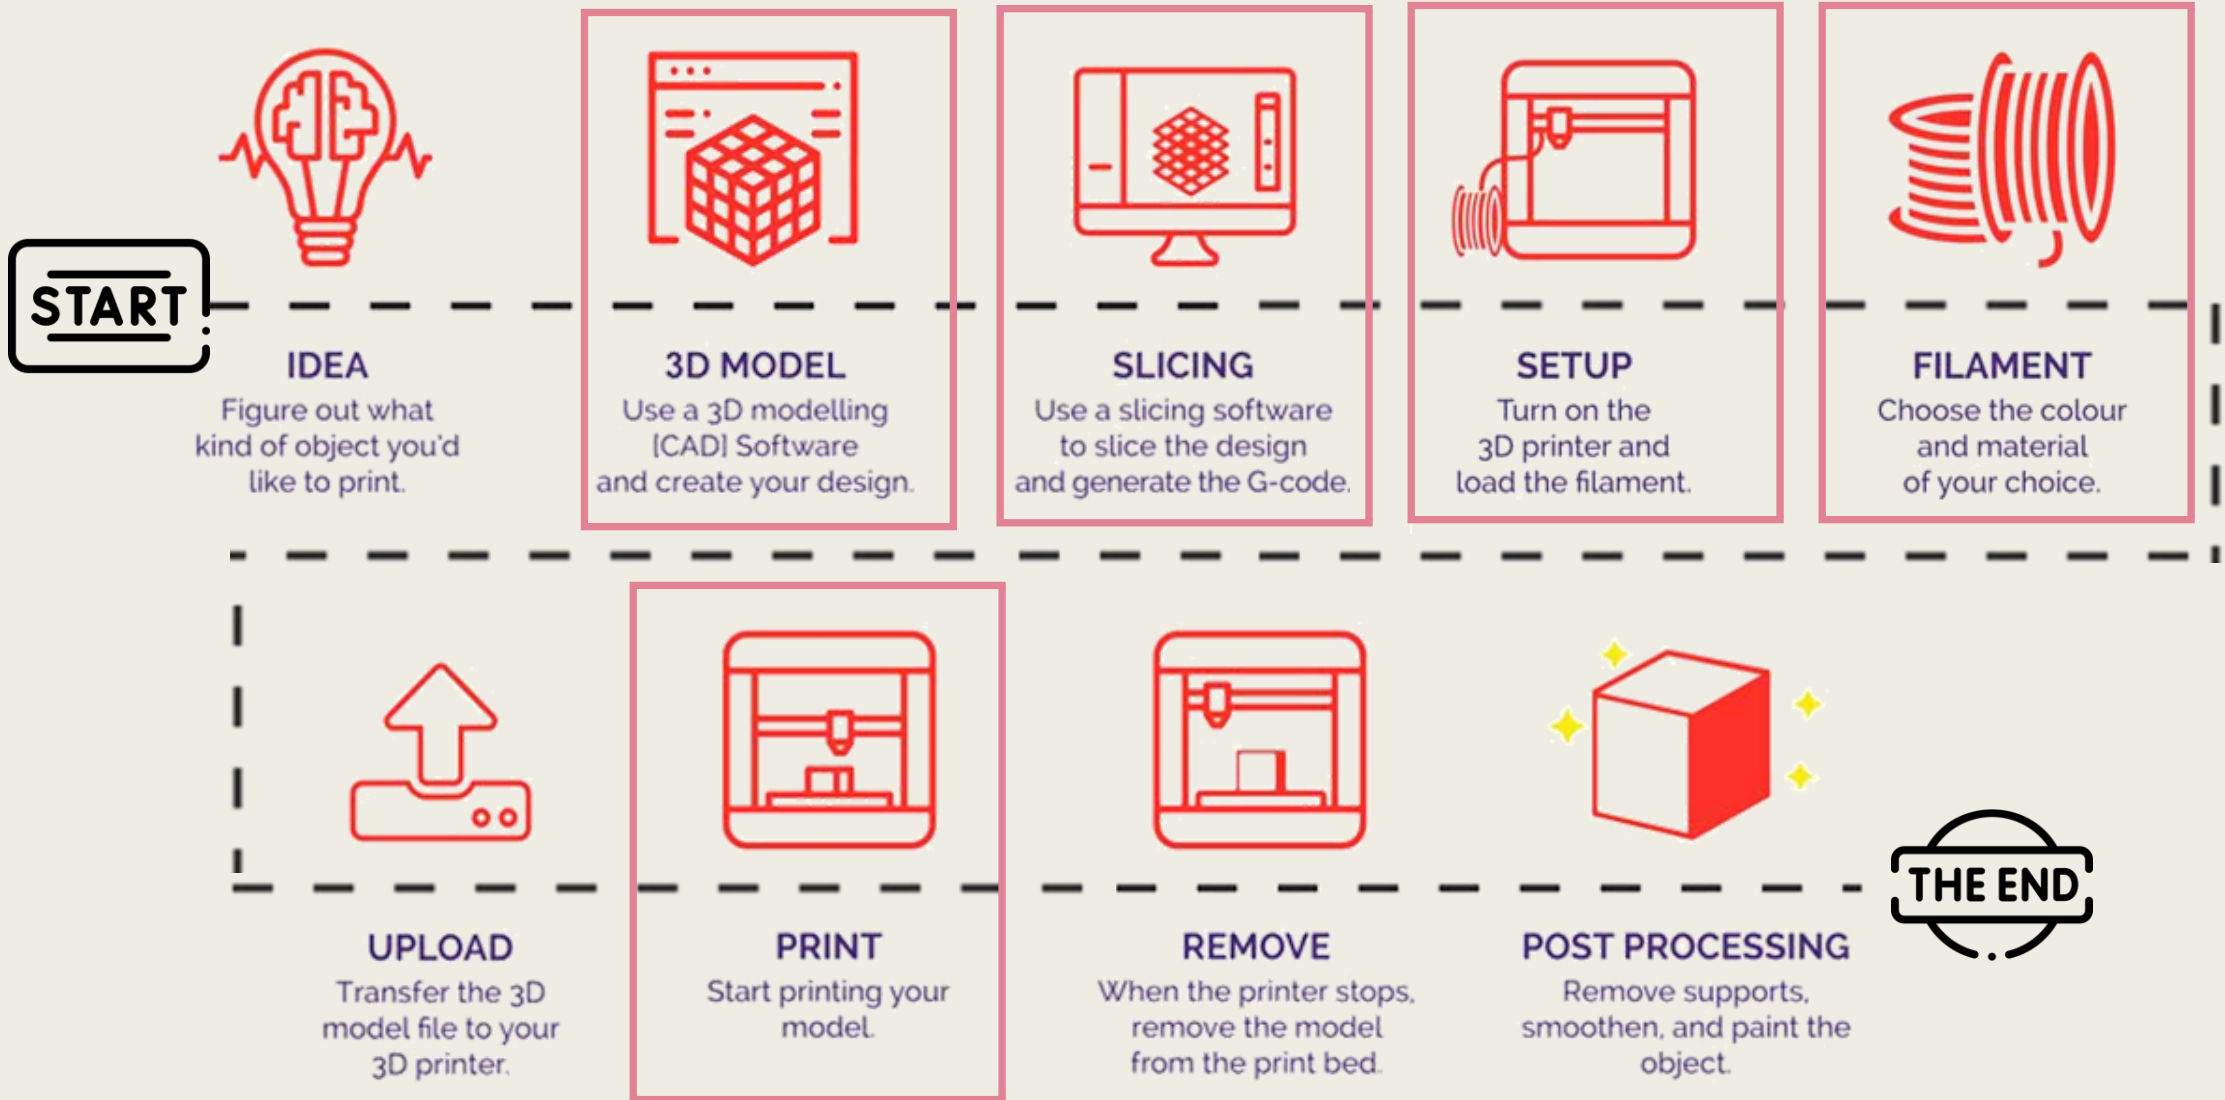 START
IDEA
Figure out what
kind of object you'd
like to print.
3D MODEL
Use a 3D modelling
[CAD] Software
and create your design.
SLICING
Use a slicing software
to slice the design
and generate the G-code.
SETUP
Turn on the
3D printer and
load the filament.
FILAMENT
Choose the colour
and material
of your choice.
UPLOAD
Transfer the 3D
model file to your
3D printer.
PRINT
Start printing your
model.
REMOVE
When the printer stops,
remove the model
from the print bed.
POST PROCESSING
Remove supports,
smoothen, and paint the
object.
THE END